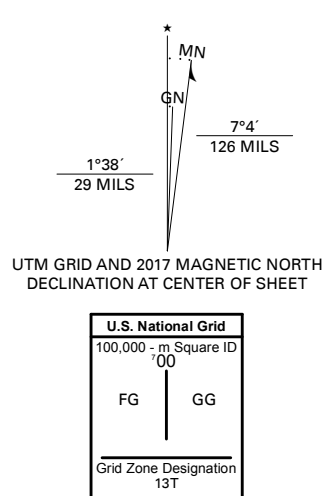 ★
MN
GN
7°4´
126 MILS
1°38´
29 MILS
UTM GRID AND 2017 MAGNETIC NORTH
DECLINATION AT CENTER OF SHEET
U.S. National Grid
100,000 - m Square ID
⁷00
FG GG
Grid Zone Designation
13T